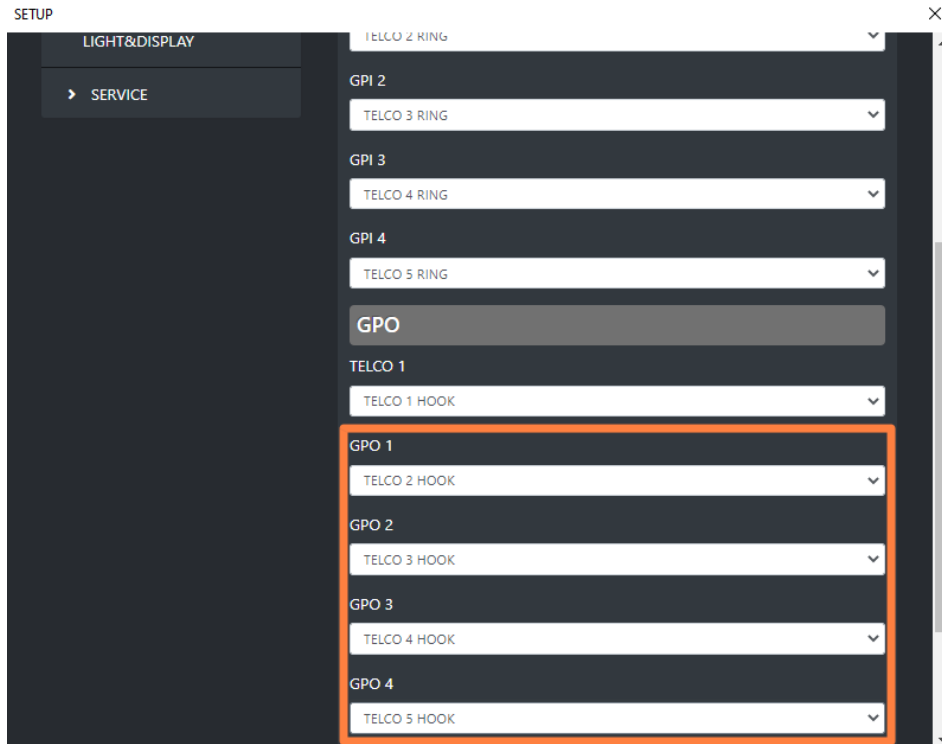 SETUP
LIGHT&DISPLAY
SERVICE
TELCO 2 RING
GPI 2
TELCO 3 RING
GPI 3
TELCO 4 RING
GPI 4
TELCO 5 RING
GPO
TELCO 1
TELCO 1 HOOK
GPO 1
TELCO 2 HOOK
GPO 2
TELCO 3 HOOK
GPO 3
TELCO 4 HOOK
GPO 4
TELCO 5 HOOK